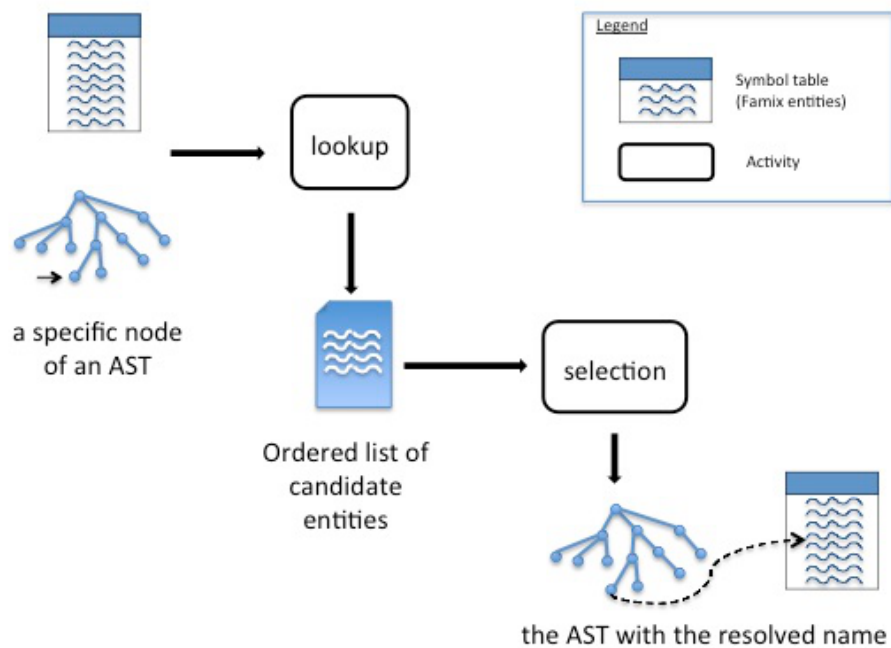 Legend
Symbol table
(Famix entities)
Activity
lookup
a specific node
of an AST
selection
Ordered list of
candidate
entities
the AST with the resolved name